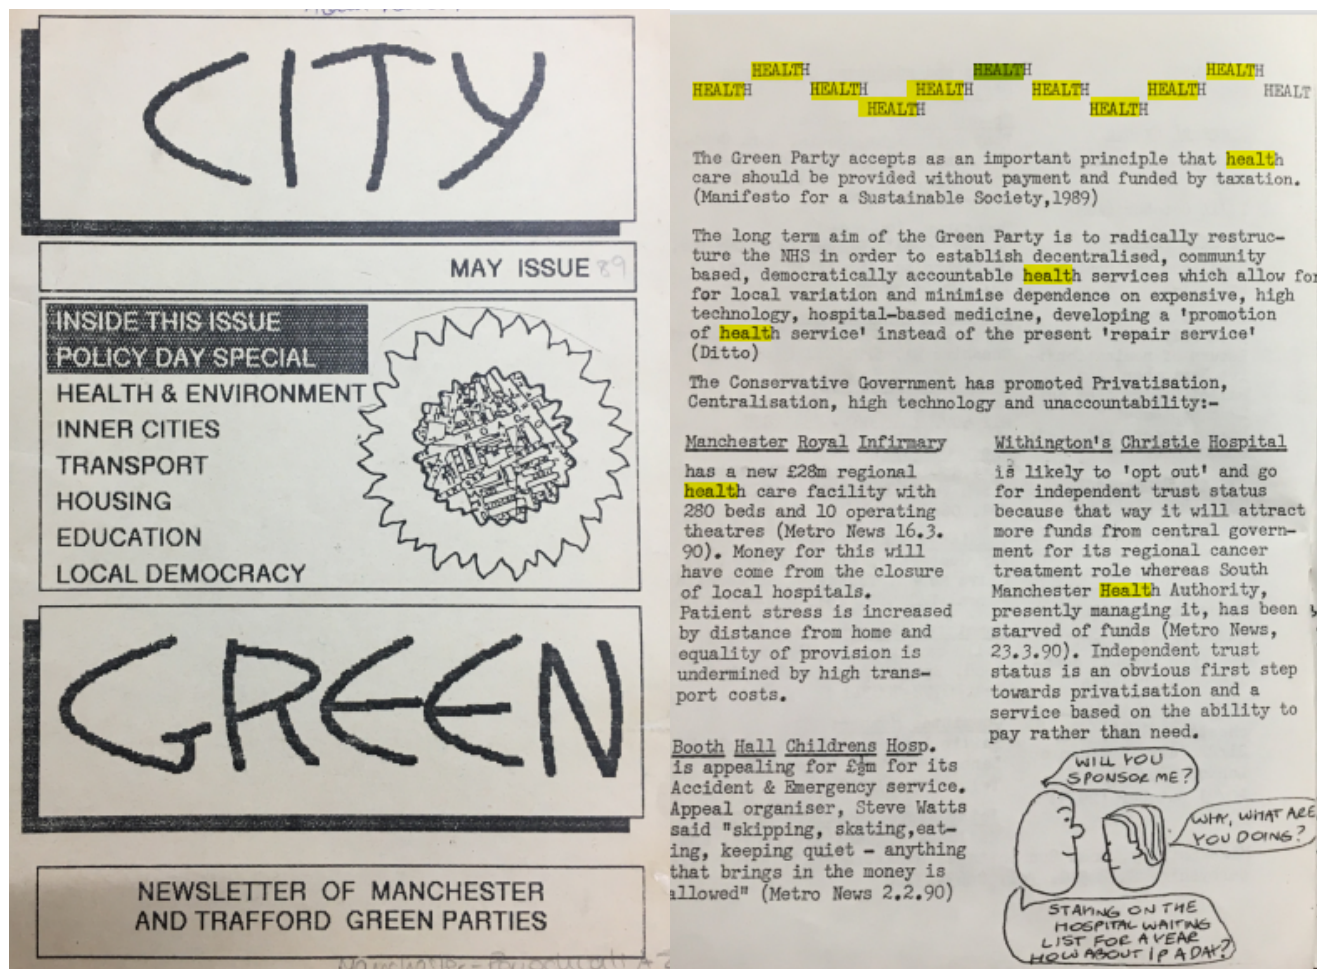 CITY
MAY ISSUE 89
INSIDE THIS ISSUE
POLICY DAY SPECIAL
HEALTH & ENVIRONMENT
INNER CITIES
TRANSPORT
HOUSING
EDUCATION
LOCAL DEMOCRACY
GREEN
NEWSLETTER OF MANCHESTER
AND TRAFFORD GREEN PARTIES
HEALTH HEALTH HEALTH
HEALTH HEALTH HEALTH HEALTH HEALTH HEALT
HEALTH HEALTH
The Green Party accepts as an important principle that health
care should be provided without payment and funded by taxation.
(Manifesto for a Sustainable Society,1989)
The long term aim of the Green Party is to radically restruc-
ture the NHS in order to establish decentralised, community
based, democratically accountable health services which allow for
for local variation and minimise dependence on expensive, high
technology, hospital-based medicine, developing a 'promotion
of health service' instead of the present 'repair service'
(Ditto)
The Conservative Government has promoted Privatisation,
Centralisation, high technology and unaccountability:-
Manchester Royal Infirmary
has a new £28m regional
health care facility with
280 beds and 10 operating
theatres (Metro News 16.3.
90). Money for this will
have come from the closure
of local hospitals.
Patient stress is increased
by distance from home and
equality of provision is
undermined by high trans-
port costs.
Booth Hall Childrens Hosp.
is appealing for £½m for its
Accident & Emergency service.
Appeal organiser, Steve Watts
said "skipping, skating,eat-
ing, keeping quiet - anything
that brings in the money is
allowed" (Metro News 2.2.90)
Withington's Christie Hospital
is likely to 'opt out' and go
for independent trust status
because that way it will attract
more funds from central govern-
ment for its regional cancer
treatment role whereas South
Manchester Health Authority,
presently managing it, has been
starved of funds (Metro News,
23.3.90). Independent trust
status is an obvious first step
towards privatisation and a
service based on the ability to
pay rather than need.
WILL YOU
SPONSOR ME?
WHY, WHAT ARE
YOU DOING?
STAYING ON THE
HOSPITAL WAITING
LIST FOR A YEAR
HOW ABOUT 1P A DAY?